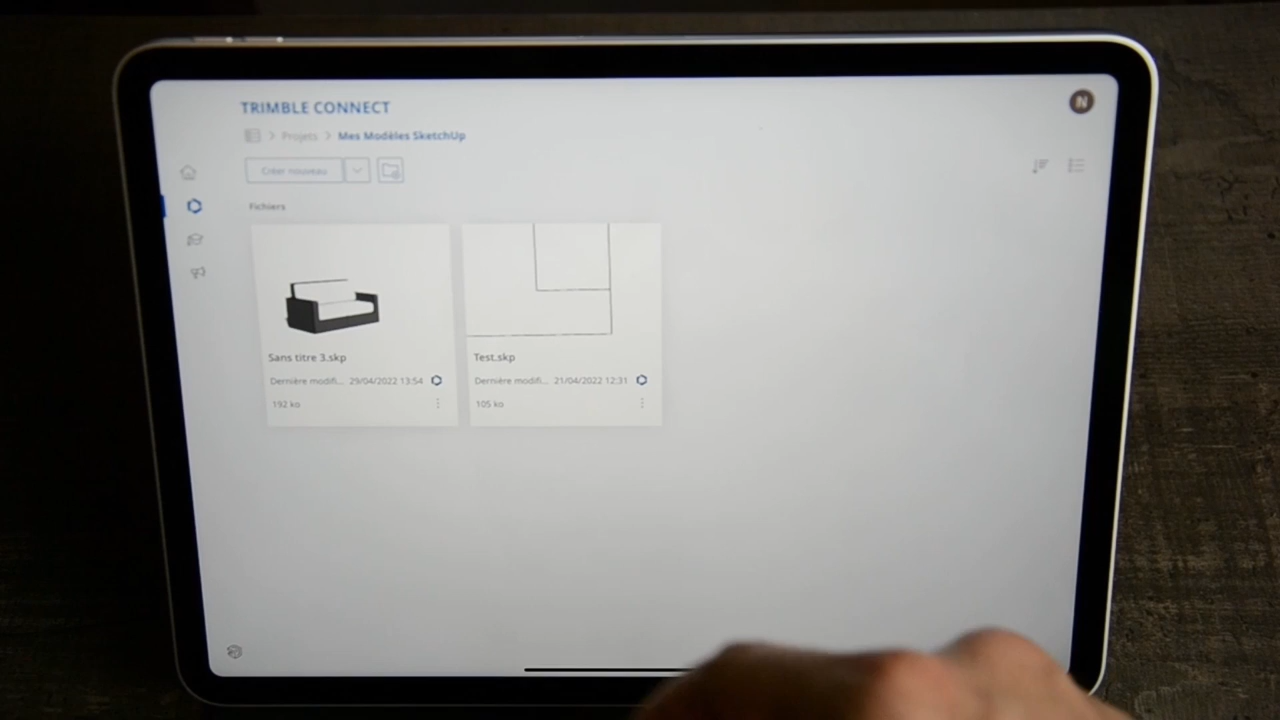 TRIMBLE CONNECT
N
Projets > Mes Modèles SketchUp
Créer nouveau
Fichiers
Sans titre 3.skp
Dernière modifi... 29/04/2022 13:54
192 ko
Test.skp
Dernière modifi... 21/04/2022 12:31
105 ko